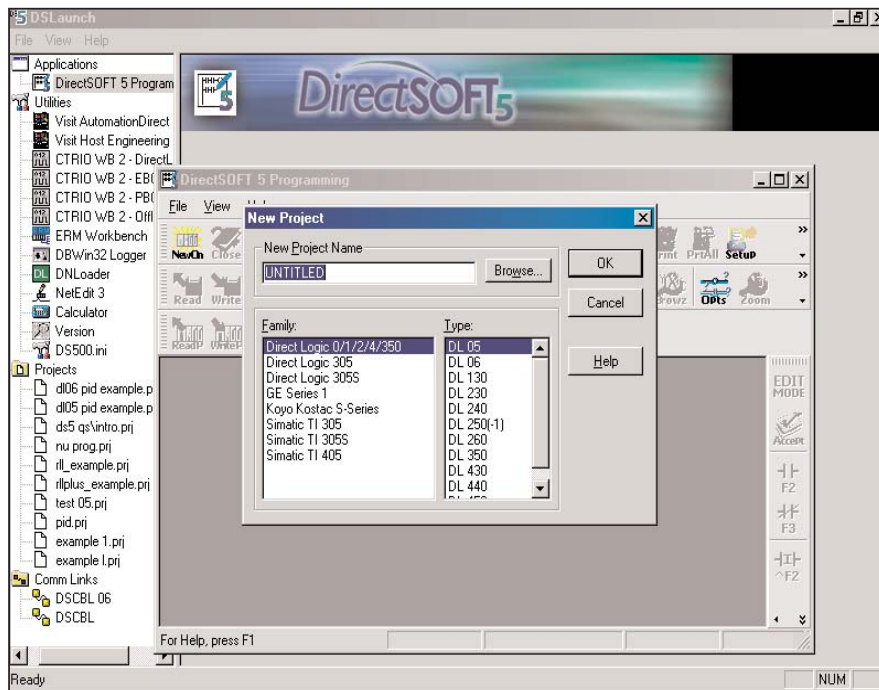 DSLaunch
File View Help
Applications
DirectSOFT 5 Program
Utilities
Visit AutomationDirect
Visit Host Engineering
CTRIO WB 2 - DirectL
CTRIO WB 2 - EB
CTRIO WB 2 - PB
CTRIO WB 2 - Offl
ERM Workbench
DBWin32 Logger
DNLoader
NetEdit 3
Calculator
Version
DS500.ini
Projects
dl06 pid example.p
dl05 pid example.p
ds5 qs\intro.prj
nu prog.prj
rll_example.prj
rllplus_example.prj
test 05.prj
pid.prj
example 1.prj
example I.prj
Comm Links
DSCBL 06
DSCBL
DirectSOFT5
DirectSOFT 5 Programming
File View
NewOn Close
PrtAll Setup
Read Write
Opts Zoom
ReadP WriteP
New Project
New Project Name
UNTITLED
Browse...
OK
Cancel
Help
Family:
Direct Logic 0/1/2/4/350
Direct Logic 305
Direct Logic 305S
GE Series 1
Koyo Kostac S-Series
Simatic TI 305
Simatic TI 305S
Simatic TI 405
Type:
DL 05
DL 06
DL 130
DL 230
DL 240
DL 250(-1)
DL 260
DL 350
DL 430
DL 440
EDIT
MODE
Accept
F2
F3
^F2
For Help, press F1
Ready
NUM